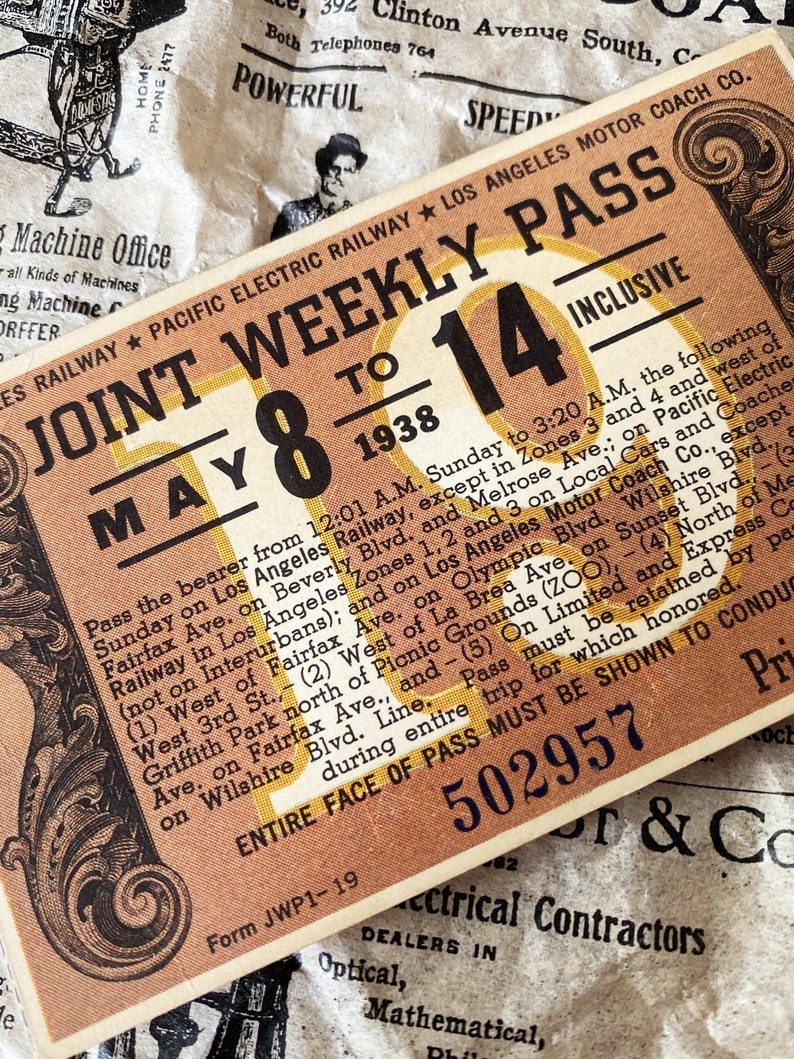 392 Clinton Avenue South,
Both Telephones 764
HOME
PHONE 2477
DOMESTIC
POWERFUL
SPEEDY
Machine Office
all Kinds of Machines
Machine
RAILWAY ★ PACIFIC ELECTRIC RAILWAY ★ LOS ANGELES MOTOR COACH CO.
JOINT WEEKLY PASS
MAY 8 TO 14 INCLUSIVE
1938
19
Pass the bearer from 12:01 A.M. Sunday to 3:20 A.M. the following
Sunday on Los Angeles Railway, except in Zones 3 and 4 and west of
Fairfax Ave. on Beverly Blvd. and Melrose Ave.; on Pacific Electric
Railway in Los Angeles Zones 1, 2 and 3 on Local Cars and Coaches
(not on Interurbans); and on Los Angeles Motor Coach Co., except
(1) West of Fairfax Ave. on Olympic Blvd. Wilshire Blvd.
West 3rd St.,–(2) West of La Brea Ave. on Sunset Blvd.,–(3)
Griffith Park north of Picnic Grounds (ZOO),–(4) North of
Ave. on Fairfax Ave., and–(5) On Limited and Express
on Wilshire Blvd. Line. Pass must be retained by
during entire trip for which honored
ENTIRE FACE OF PASS MUST BE SHOWN TO
502957
Form JWP1-19
& Co
Electrical Contractors
DEALERS IN
Optical,
Mathematical,